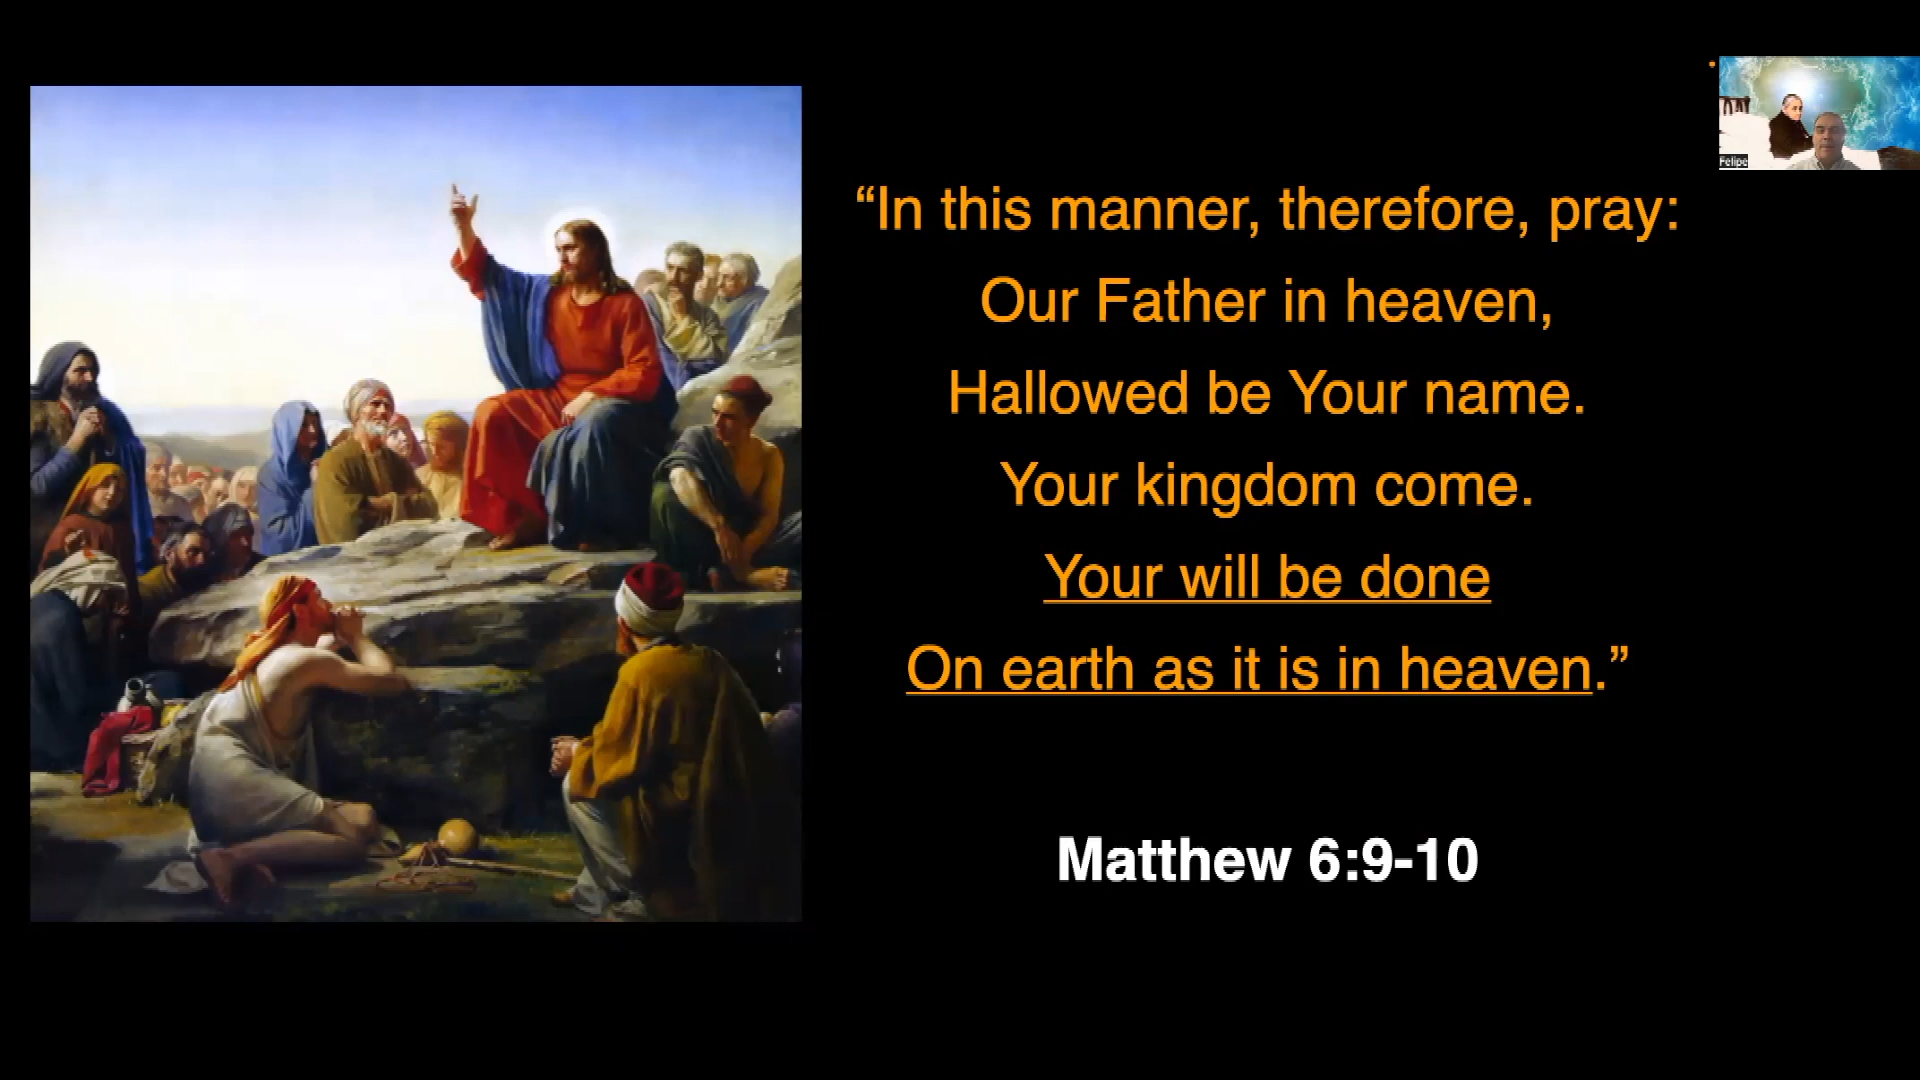 “In this manner, therefore, pray:
Our Father in heaven,
Hallowed be Your name.
Your kingdom come.
Your will be done
On earth as it is in heaven.”
Matthew 6:9-10
Felipe